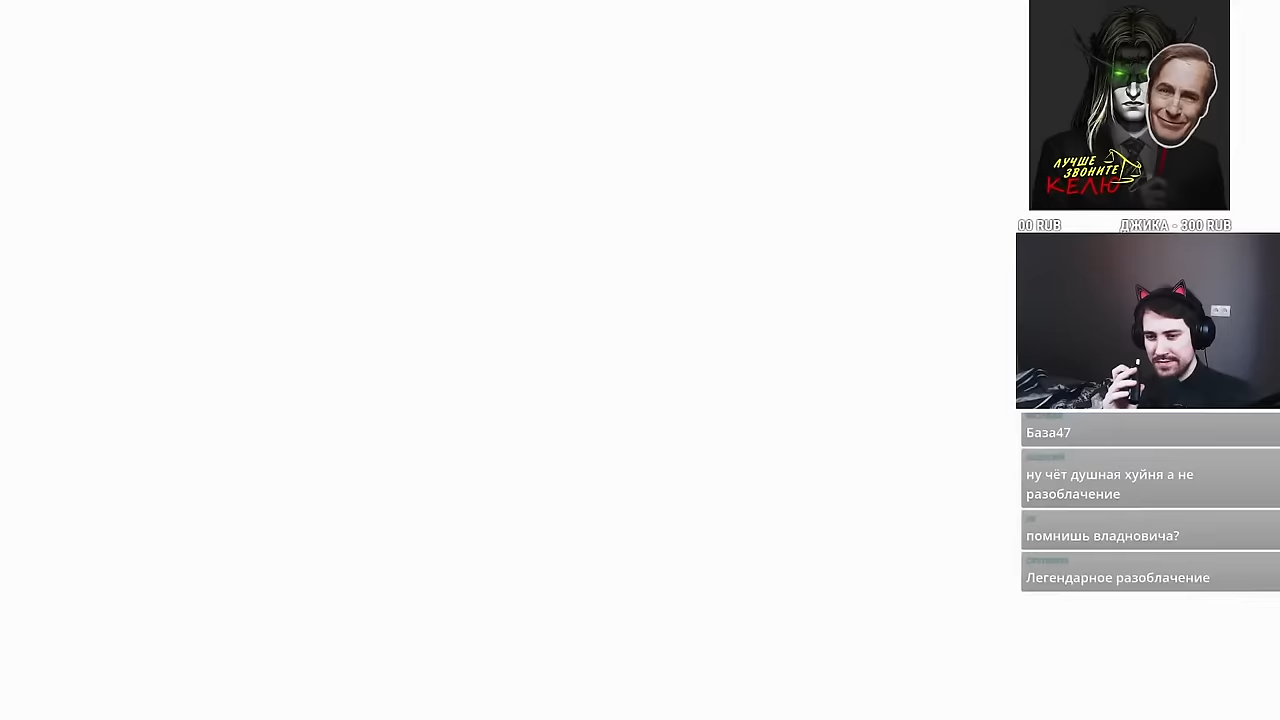 ЛУЧШЕ
ЗВОНИТЕ
КЕЛЮ
00 RUB
ДЖИКА - 300 RUB
База47
ну чёт душная хуйня а не
разоблачение
помнишь владновича?
Легендарное разоблачение